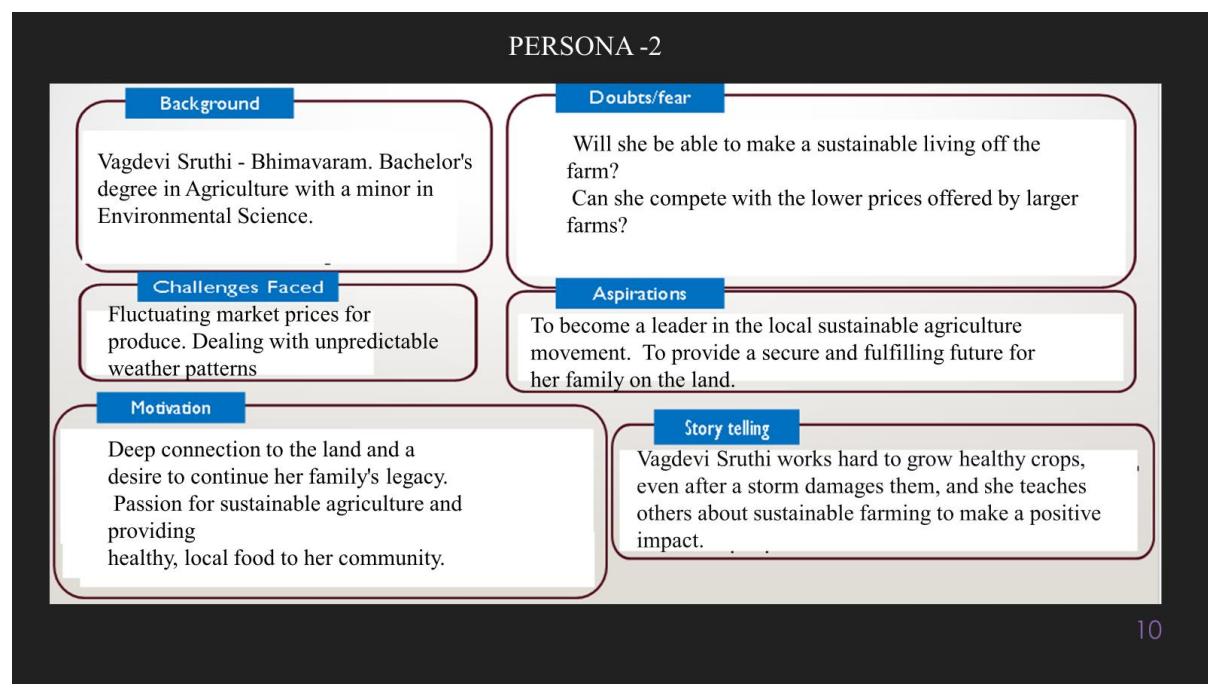 PERSONA -2
Background
Vagdevi Sruthi - Bhimavaram. Bachelor's
degree in Agriculture with a minor in
Environmental Science.
Doubts/fear
Will she be able to make a sustainable living off the
farm?
Can she compete with the lower prices offered by larger
farms?
Challenges Faced
Fluctuating market prices for
produce. Dealing with unpredictable
weather patterns
Aspirations
To become a leader in the local sustainable agriculture
movement.  To provide a secure and fulfilling future for
her family on the land.
Motivation
Deep connection to the land and a
desire to continue her family's legacy.
Passion for sustainable agriculture and
providing
healthy, local food to her community.
Story telling
Vagdevi Sruthi works hard to grow healthy crops,
even after a storm damages them, and she teaches
others about sustainable farming to make a positive
impact.
10